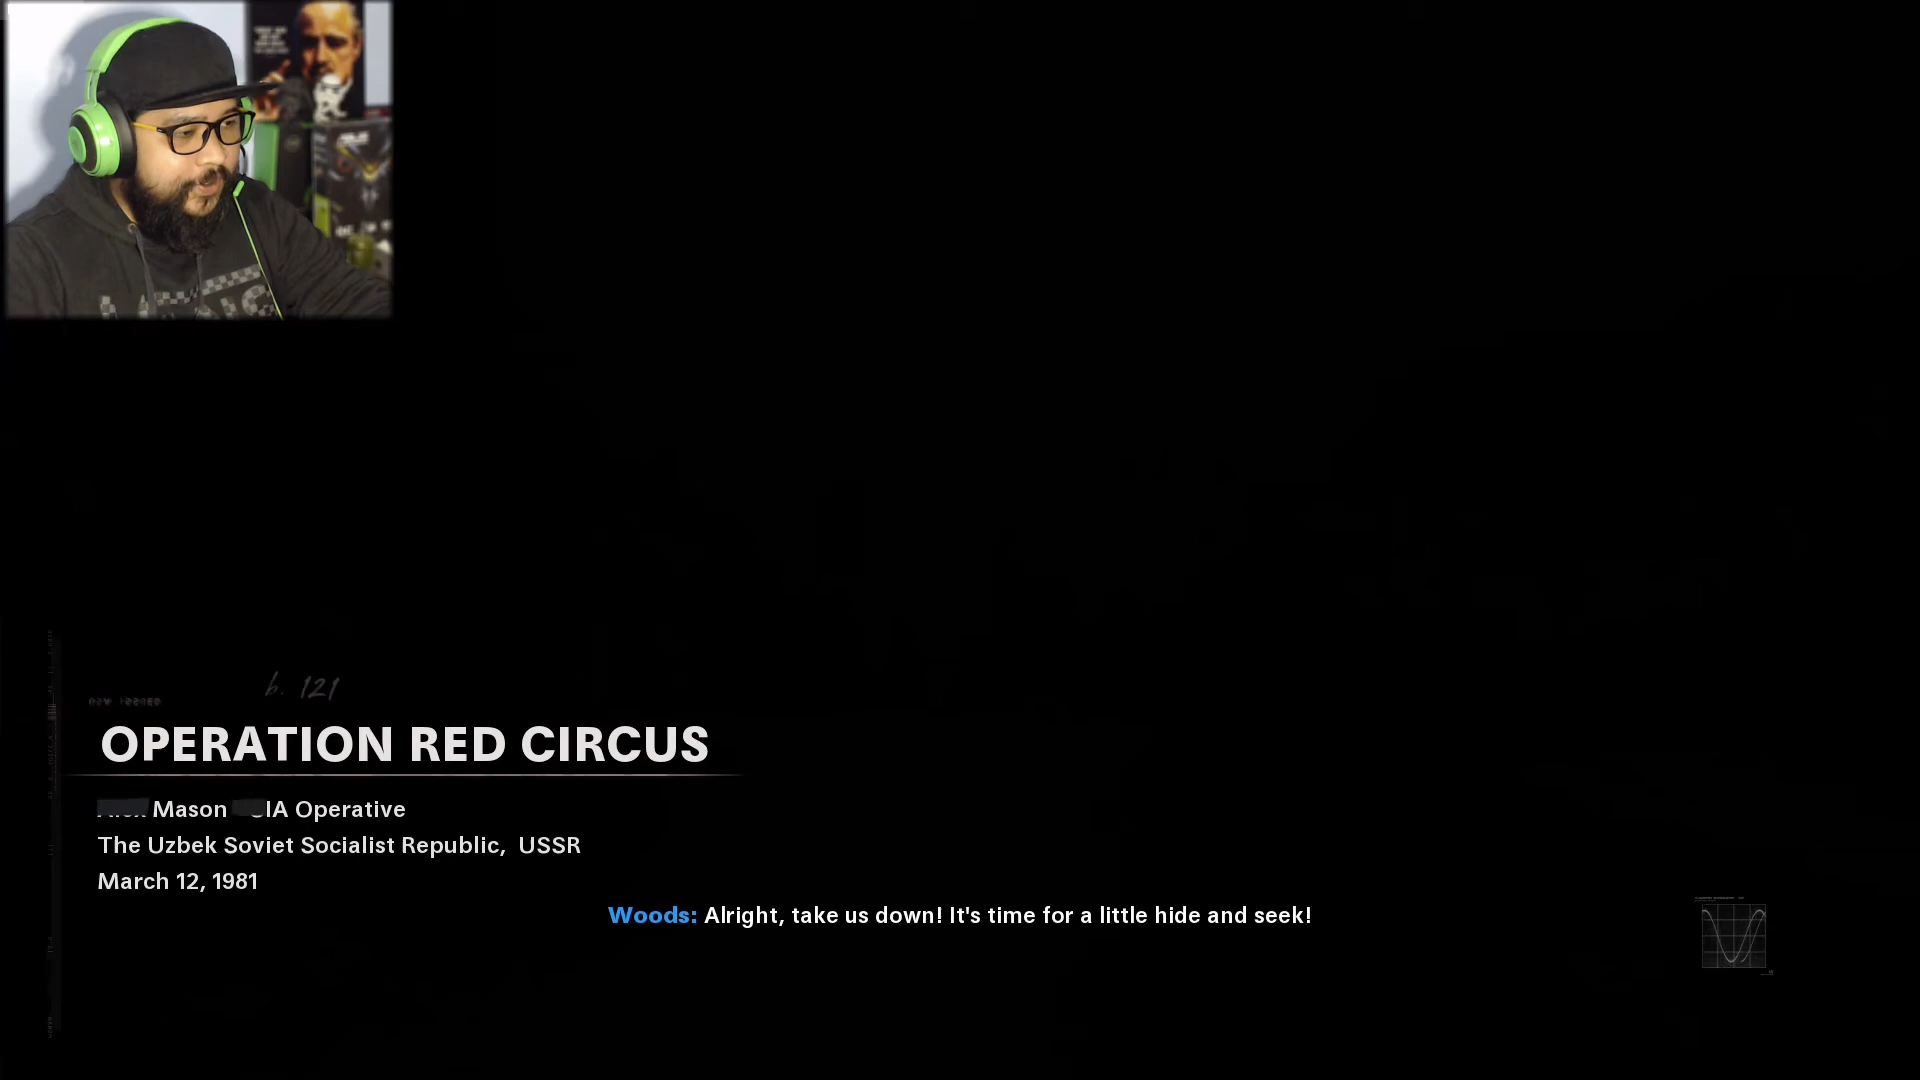 b. 121
OPERATION RED CIRCUS
Mason IA Operative
The Uzbek Soviet Socialist Republic, USSR
March 12, 1981
Woods: Alright, take us down! It's time for a little hide and seek!